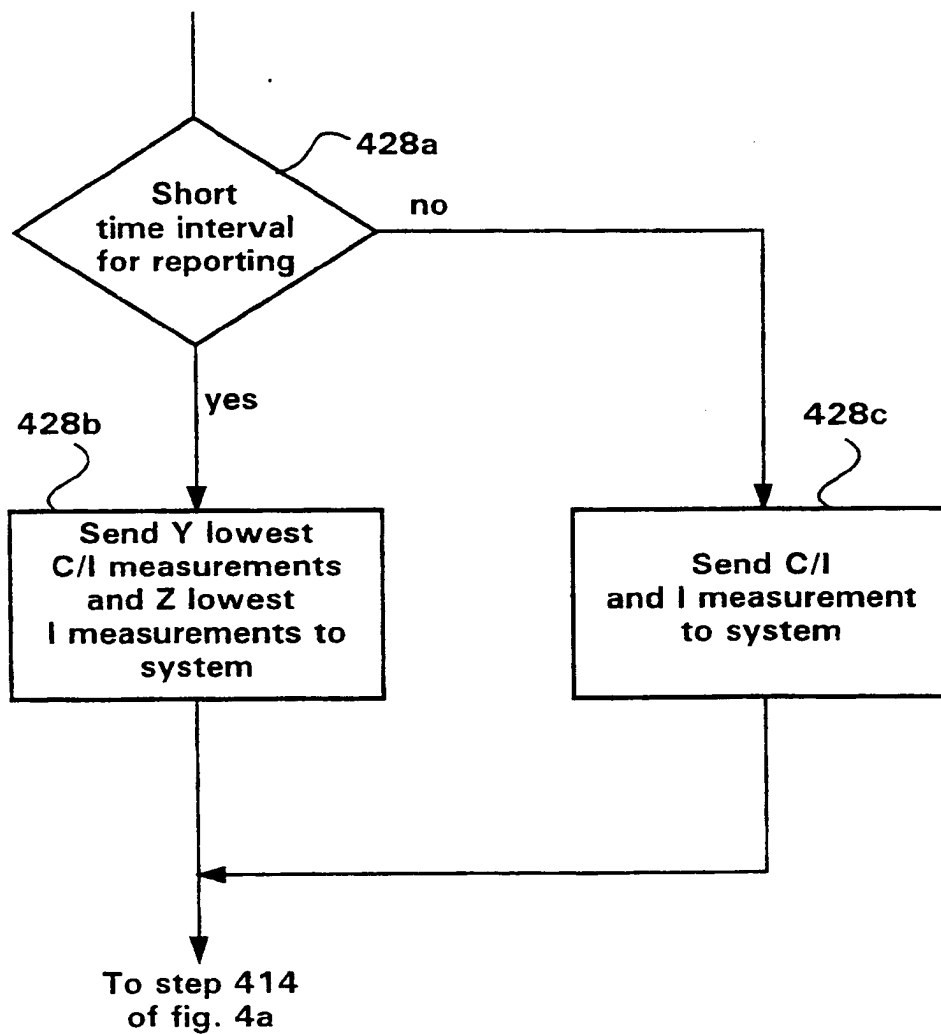 428a
Short
time interval
for reporting
no
yes
428b
428c
Send Y lowest
C/I measurements
and Z lowest
I measurements to
system
Send C/I
and I measurement
to system
To step 414
of fig. 4a